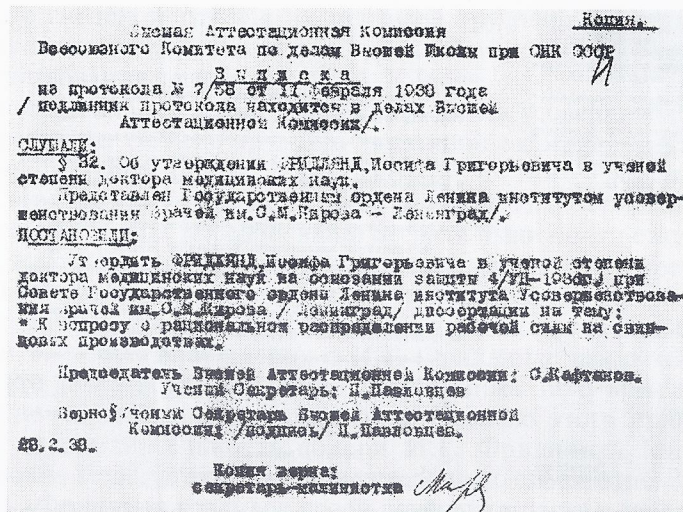 Копия.
Высшая Аттестационная Комиссия
Всесоюзного Комитета по делам Высшей Школы при СНК СССР
Выписка
из протокола № 7/58 от 11 февраля 1938 года
/ подлинник протокола находится в делах Высшей
Аттестационной Комиссии/.
СЛУШАЛИ:
§ 32. Об утверждении ФРИДЛЯНД, Иосифа Григорьевича в ученой
степени доктора медицинских наук.
Представлен Государственным ордена Ленина институтом усовер-
шенствования врачей им.С.М.Кирова – Ленинград/.
ПОСТАНОВИЛИ:
Утвердить ФРИДЛЯНД, Иосифа Григорьевича в ученой степени
доктора медицинских наук на основании защиты 4/УП-1936г. при
Совете Государственного ордена Ленина института Усовершенствова-
ния врачей им.С.М.Кирова / Ленинград/ диссертации на тему:
" К вопросу о рациональном распределении рабочей силы на свин-
цовых производствах.
Председатель Высшей Аттестационной Комиссии: С.Кафтанов.
Ученый Секретарь: П.Павловцев
Верно: Ученый Секретарь Высшей Аттестационной
Комиссии: /подпись/ П.Павловцев.
28.2.38.
Копия верна:
секретарь-машинистка